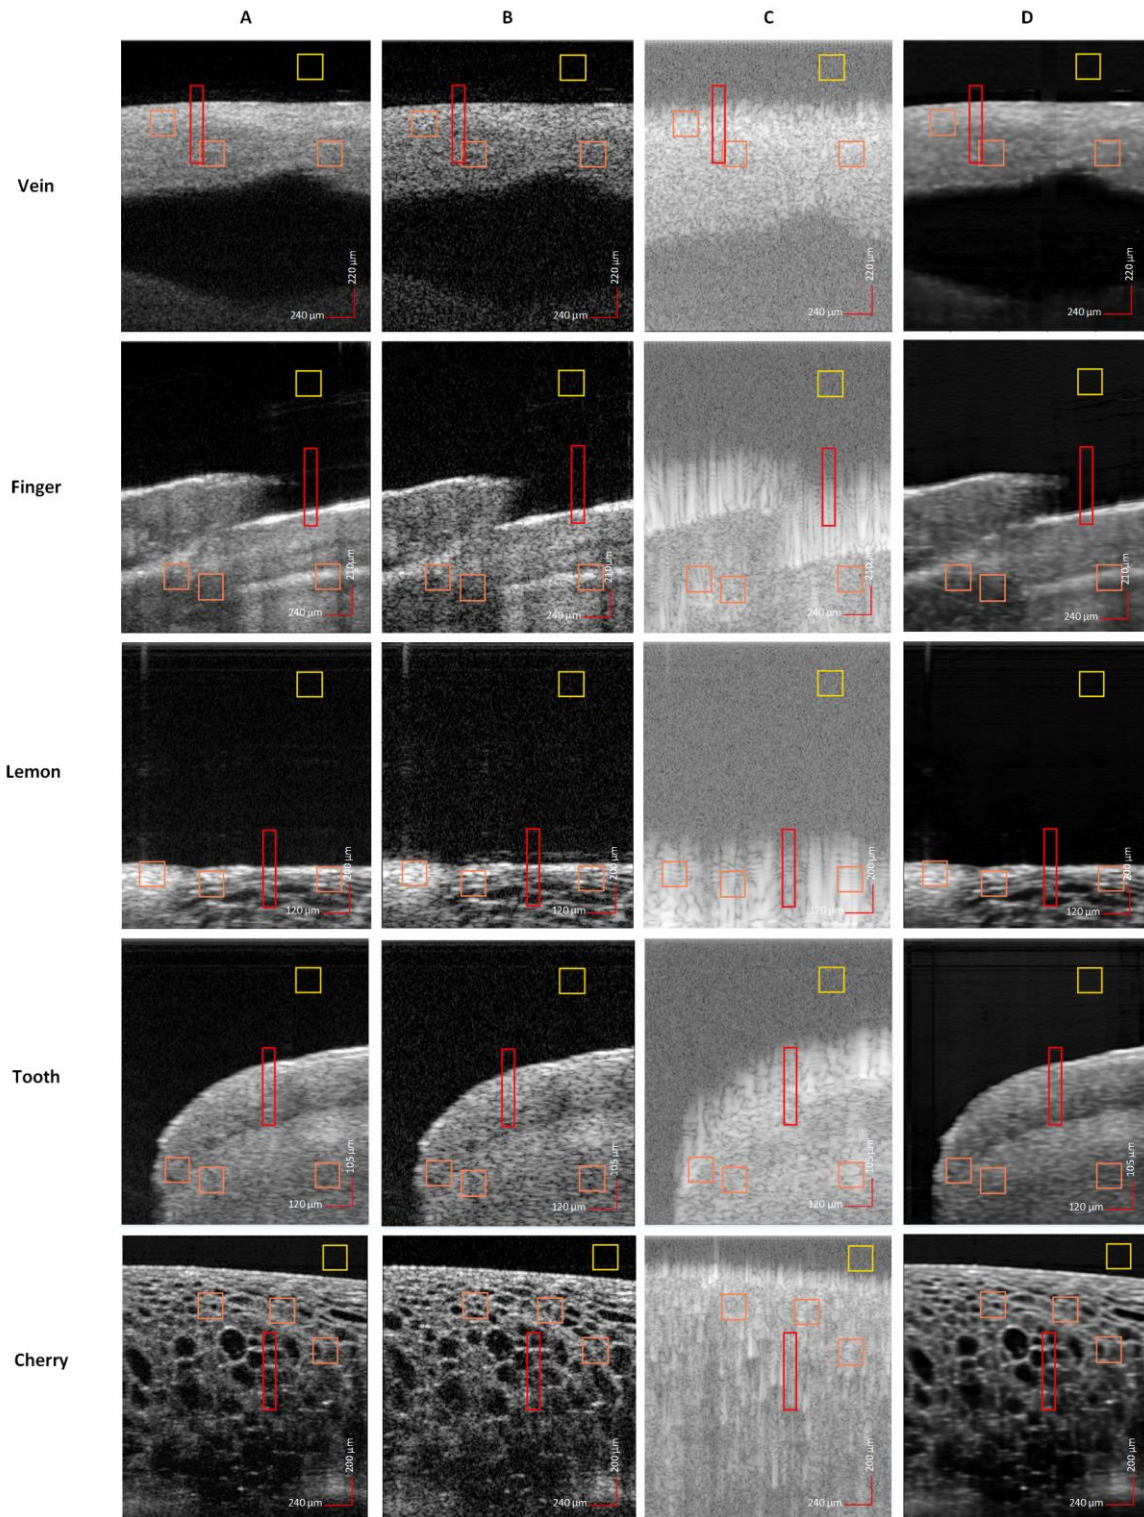 A B C D
Vein
220 µm 220 µm 220 µm 220 µm
240 µm 240 µm 240 µm 240 µm
Finger
210 µm 210 µm 210 µm 210 µm
240 µm 240 µm 240 µm 240 µm
Lemon
200 µm 200 µm 200 µm 200 µm
120 µm 120 µm 120 µm 120 µm
Tooth
105 µm 105 µm 105 µm 105 µm
120 µm 120 µm 120 µm 120 µm
Cherry
200 µm 200 µm 200 µm 200 µm
240 µm 240 µm 240 µm 240 µm